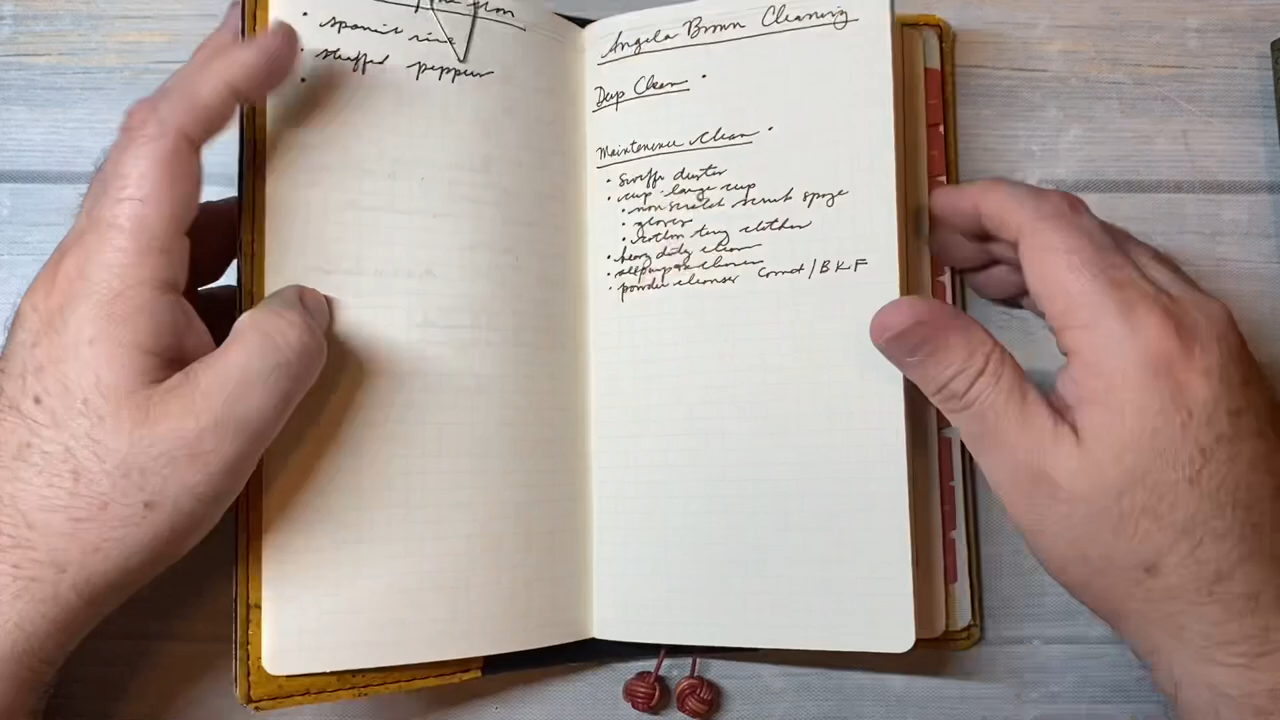 • spanish rice
• stuffed peppers
•
Angela Brown Cleaning
Deep Clean •
Maintenance Clean •
• swiffer duster
• cup - large cup
• non scratch scrub sponge
• gloves
• cotton terry clothes
• heavy duty cleaner
• all purpose cleaner
• powder cleanser Comet/BKF